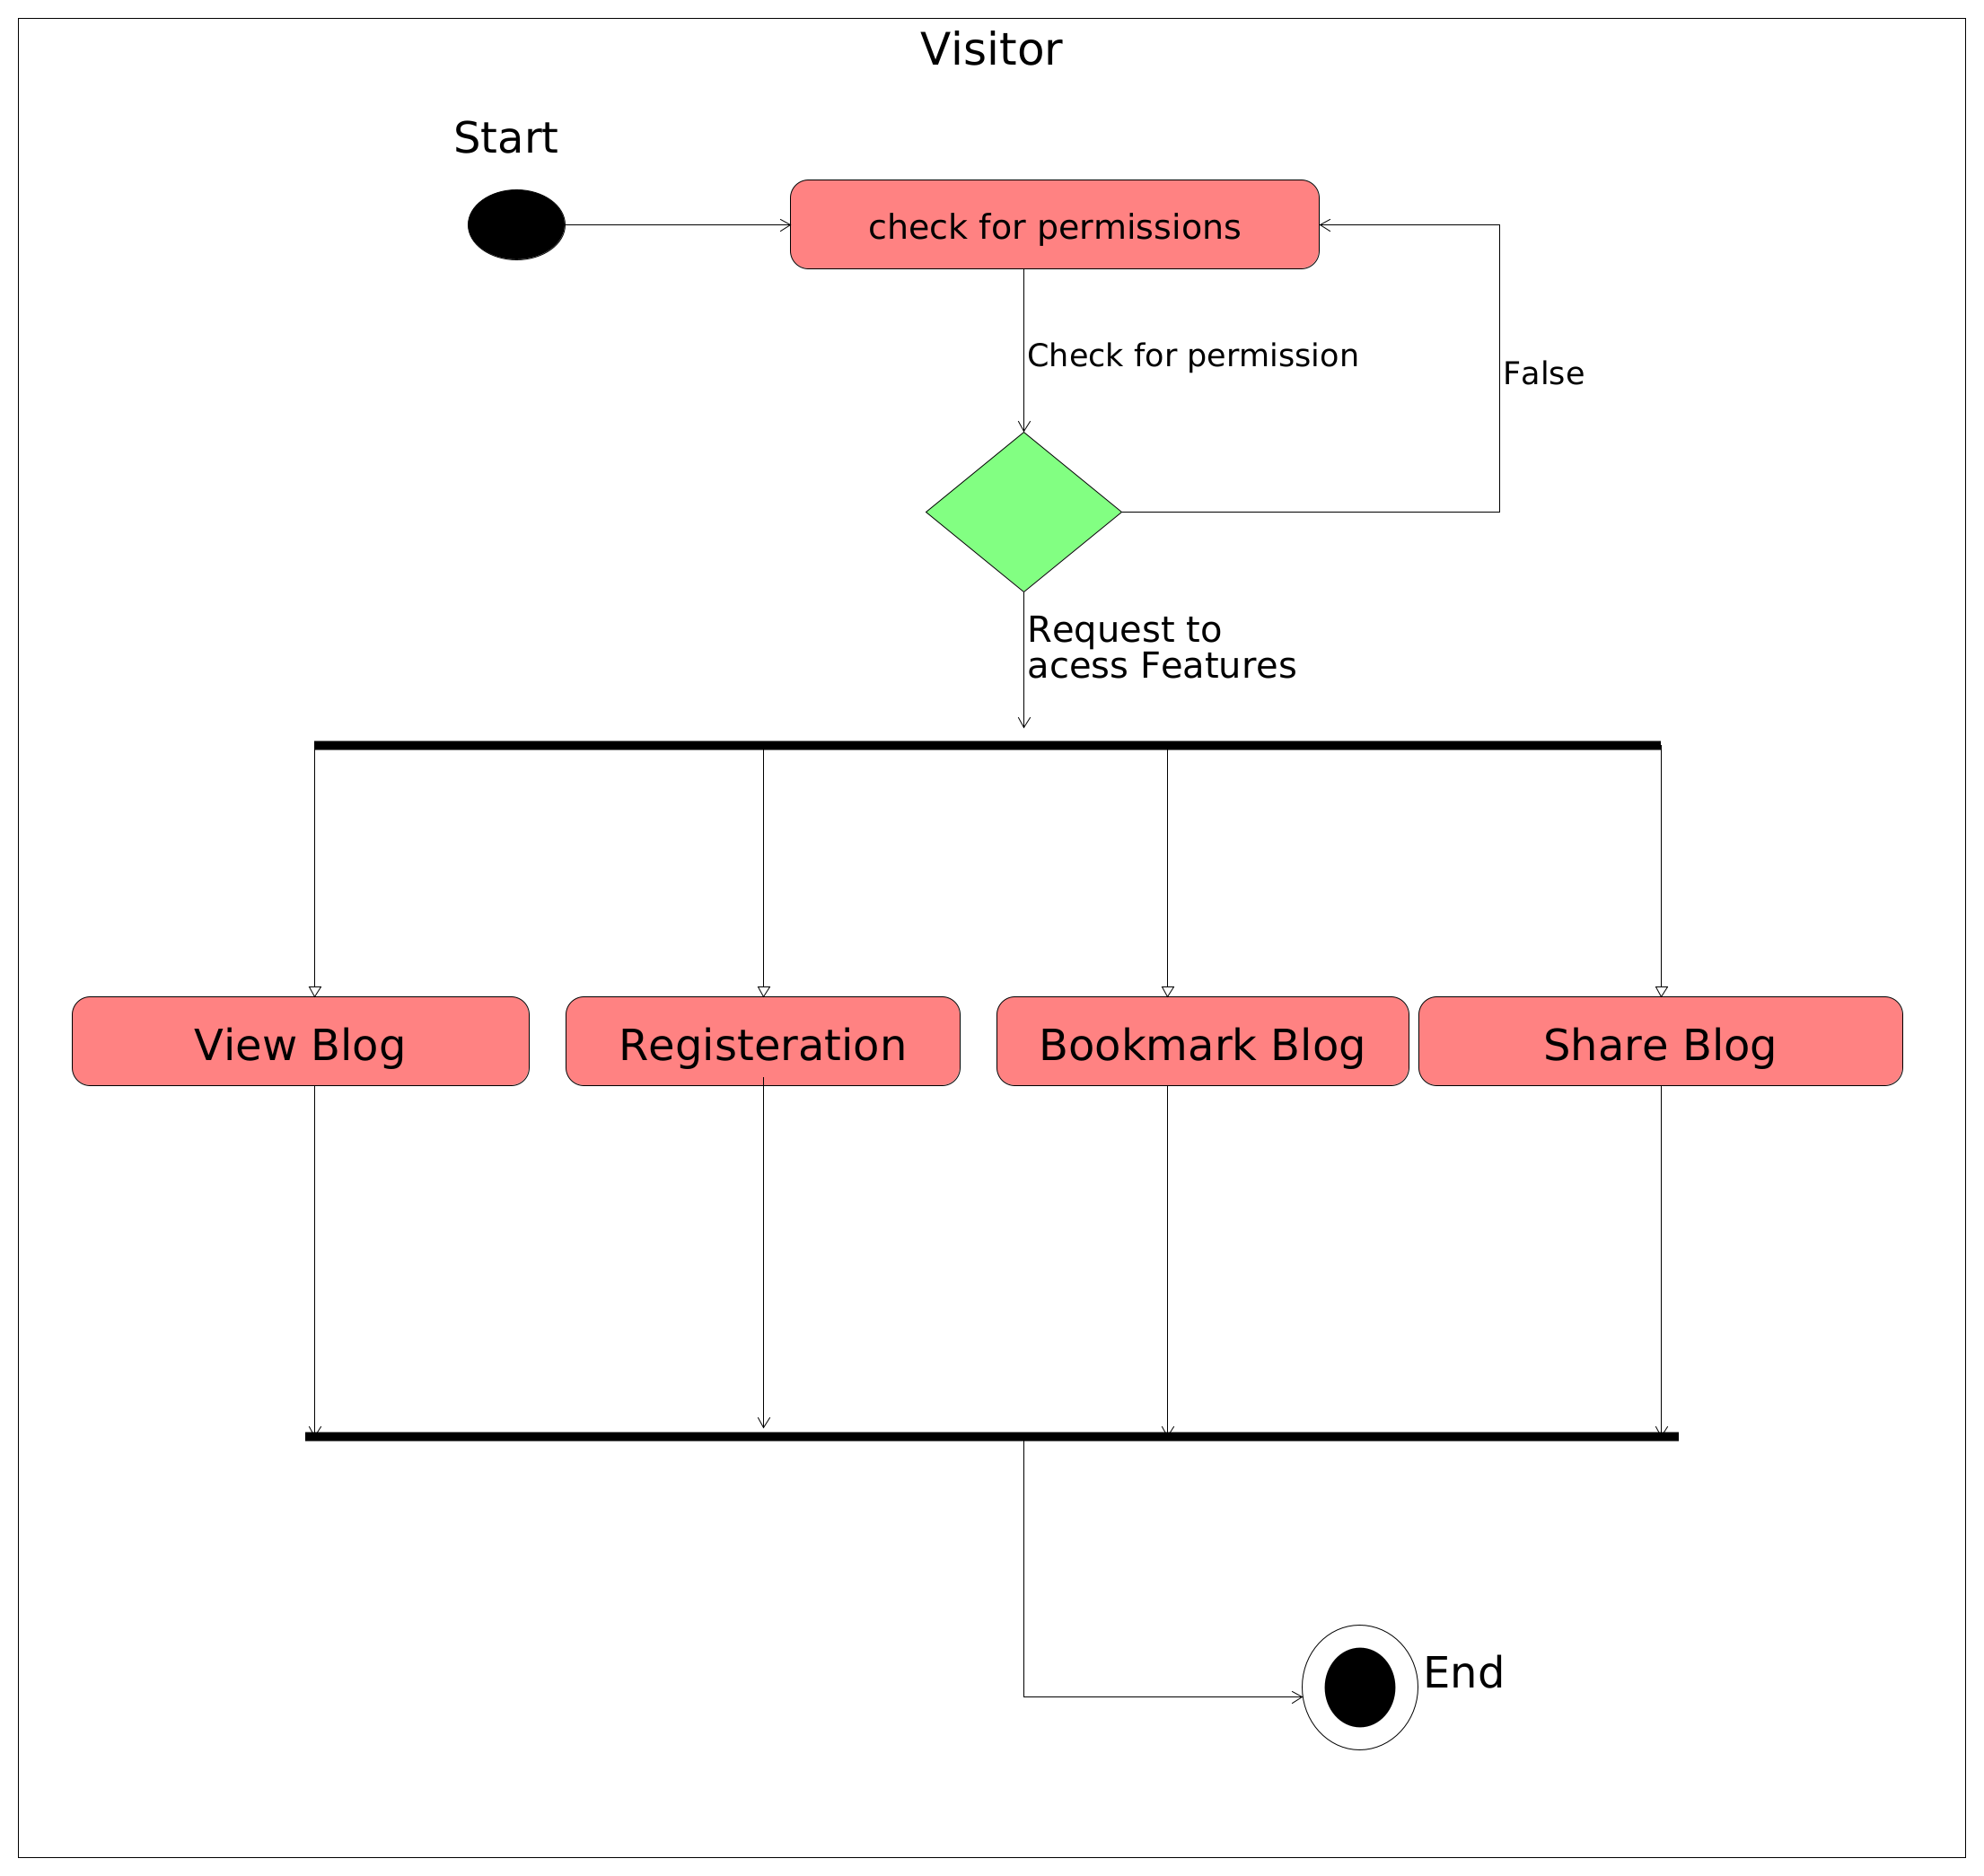 Visitor
Start
check for permissions
Check for permission
False
Request to
acess Features
View Blog
Registeration
Bookmark Blog
Share Blog
End